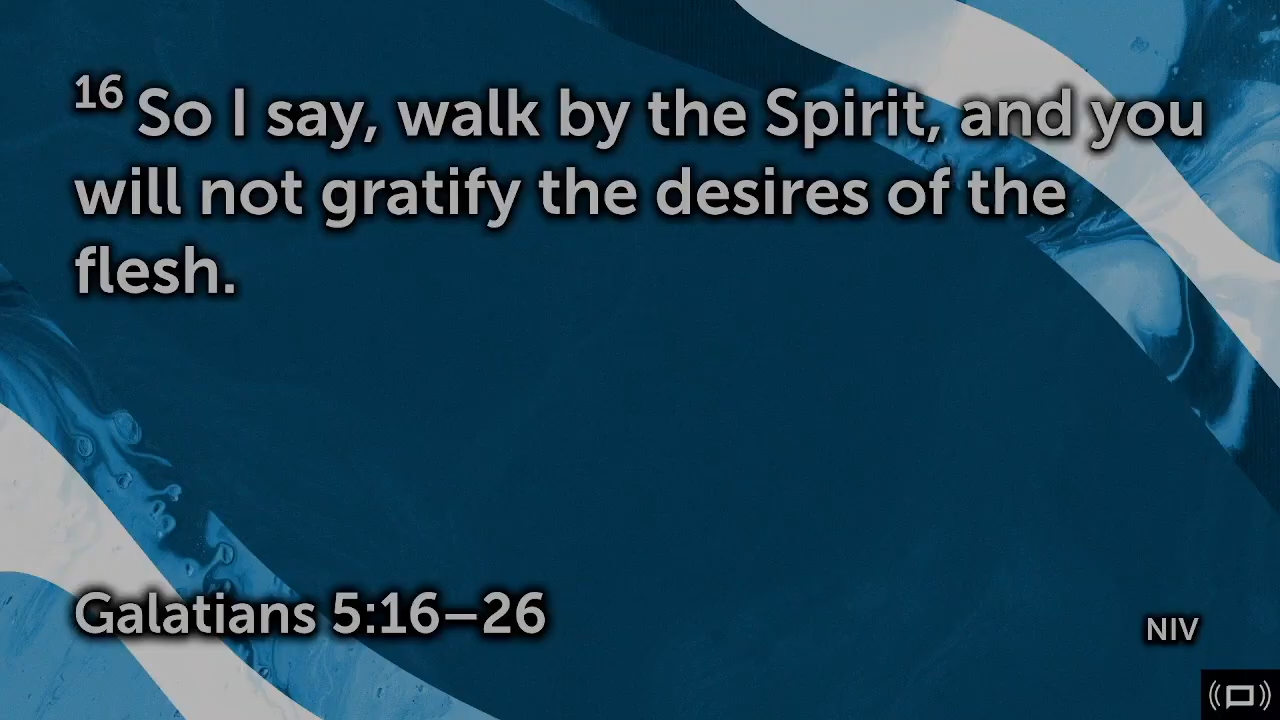 16 So I say, walk by the Spirit, and you
will not gratify the desires of the
flesh.
Galatians 5:16–26
NIV